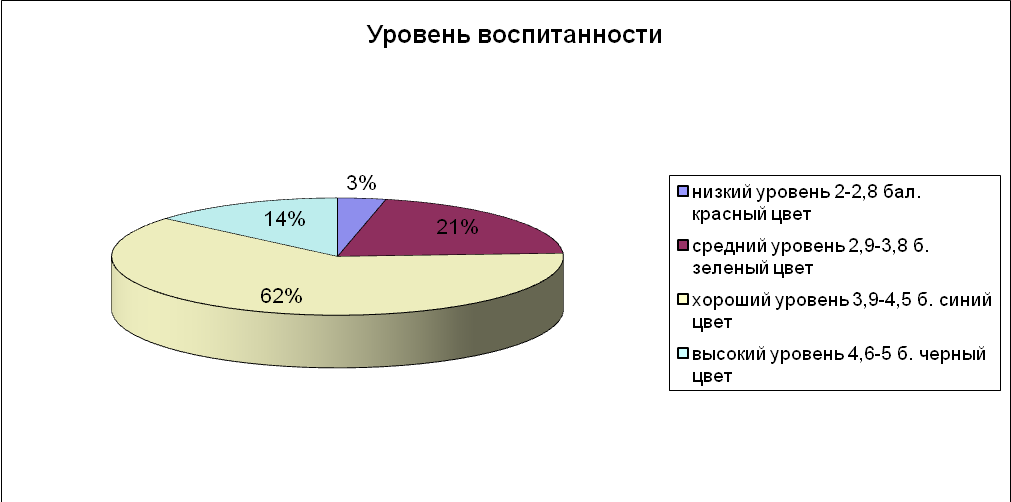 Уровень воспитанности
3%
14%
21%
62%
низкий уровень 2-2,8 бал.
красный цвет
средний уровень 2,9-3,8 б.
зеленый цвет
хороший уровень 3,9-4,5 б. синий
цвет
высокий уровень 4,6-5 б. черный
цвет